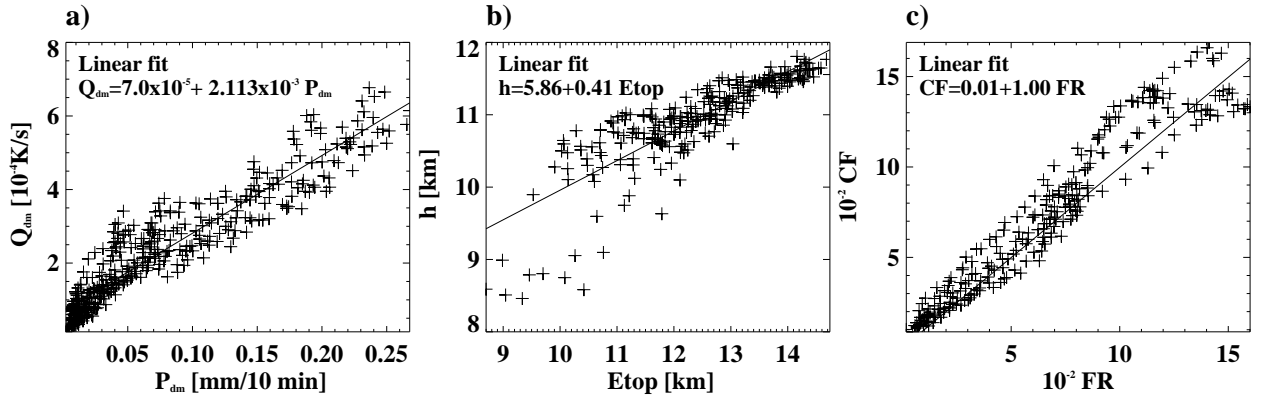 a)
Linear fit
Q_dm=7.0x10^-5+ 2.113x10^-3 P_dm
8
6
4
2
Q_dm [10^-4K/s]
0.05 0.10 0.15 0.20 0.25
P_dm [mm/10 min]
b)
Linear fit
h=5.86+0.41 Etop
12
11
10
9
8
h [km]
9 10 11 12 13 14
Etop [km]
c)
Linear fit
CF=0.01+1.00 FR
15
10
5
10^-2 CF
5 10 15
10^-2 FR